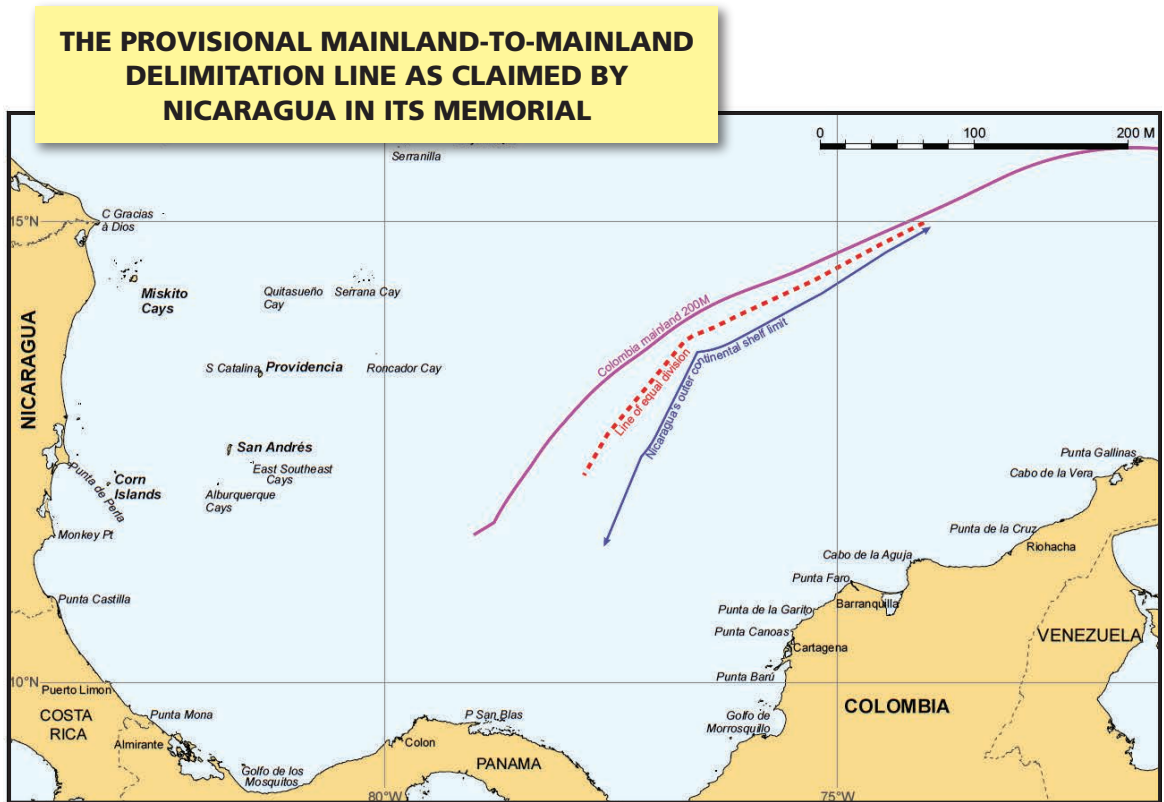 THE PROVISIONAL MAINLAND-TO-MAINLAND
DELIMITATION LINE AS CLAIMED BY
NICARAGUA IN ITS MEMORIAL
0 100 200 M
Serranilla
C Gracias
à Dios
15°N
Miskito
Cays
Quitasueño
Cay
Serrana Cay
NICARAGUA
S Catalina
Providencia
Roncador Cay
Colombia mainland 200M
Line of equal division
Nicaragua's outer continental shelf limit
San Andrés
East Southeast
Cays
Alburquerque
Cays
Corn
Islands
Punta de Perla
Monkey Pt
Punta Gallinas
Cabo de la Vera
Punta de la Cruz
Riohacha
Cabo de la Aguja
Punta Faro
Barranquilla
Punta Castilla
Punta de la Garito
Punta Canoas
Cartagena
VENEZUELA
Punta Barú
10°N
Puerto Limon
COSTA
RICA
Punta Mona
Almirante
P San Blas
Colon
Golfo de
Morrosquillo
COLOMBIA
PANAMA
Golfo de los
Mosquitos
80°W
75°W